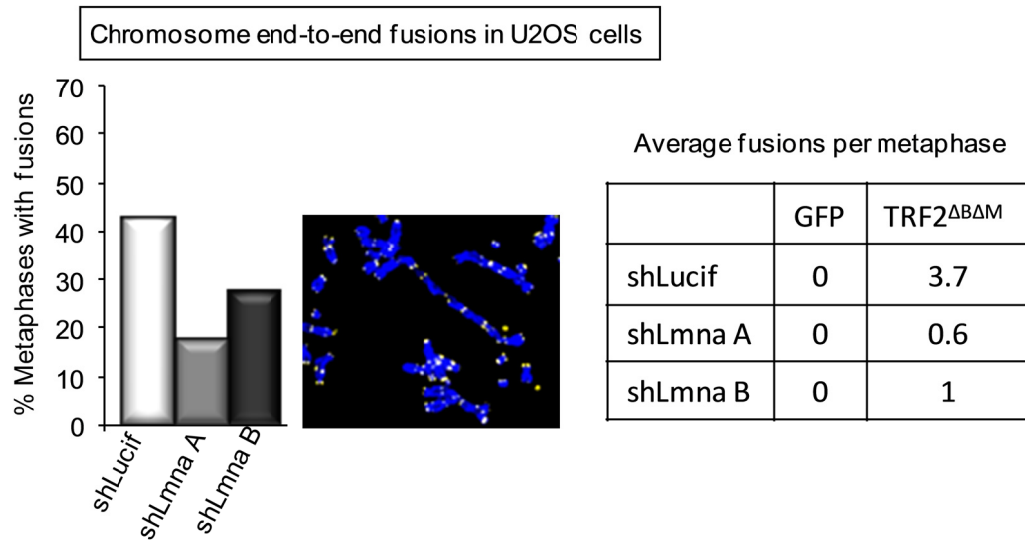 Chromosome end-to-end fusions in U2OS cells
% Metaphases with fusions
70
60
50
40
30
20
10
0
shLucif
shLmna A
shLmna B
Average fusions per metaphase
GFP TRF2ΔBΔM
shLucif 0 3.7
shLmna A 0 0.6
shLmna B 0 1